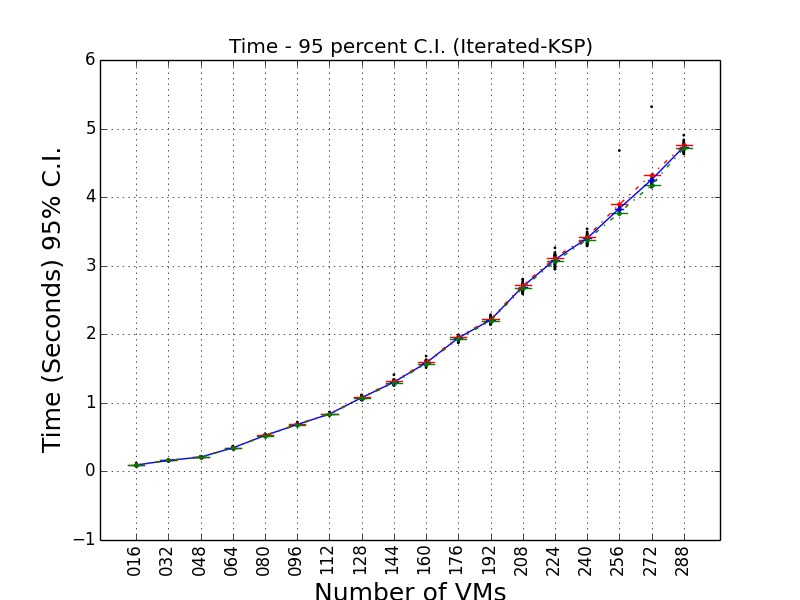 Time - 95 percent C.I. (Iterated-KSP)
6
5
4
3
2
1
0
−1
Time (Seconds) 95% C.I.
016 032 048 064 080 096 112 128 144 160 176 192 208 224 240 256 272 288
Number of VMs